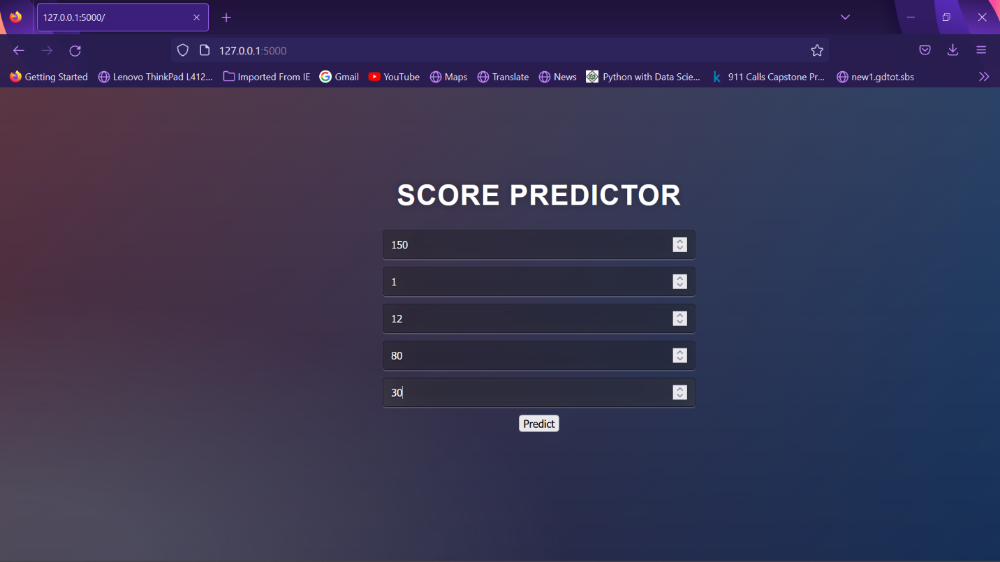 127.0.0.1:5000/
127.0.0.1:5000
Getting Started Lenovo ThinkPad L412... Imported From IE Gmail YouTube Maps Translate News Python with Data Scie... k 911 Calls Capstone Pr... new1.gdtot.sbs
SCORE PREDICTOR
150
1
12
80
30
Predict